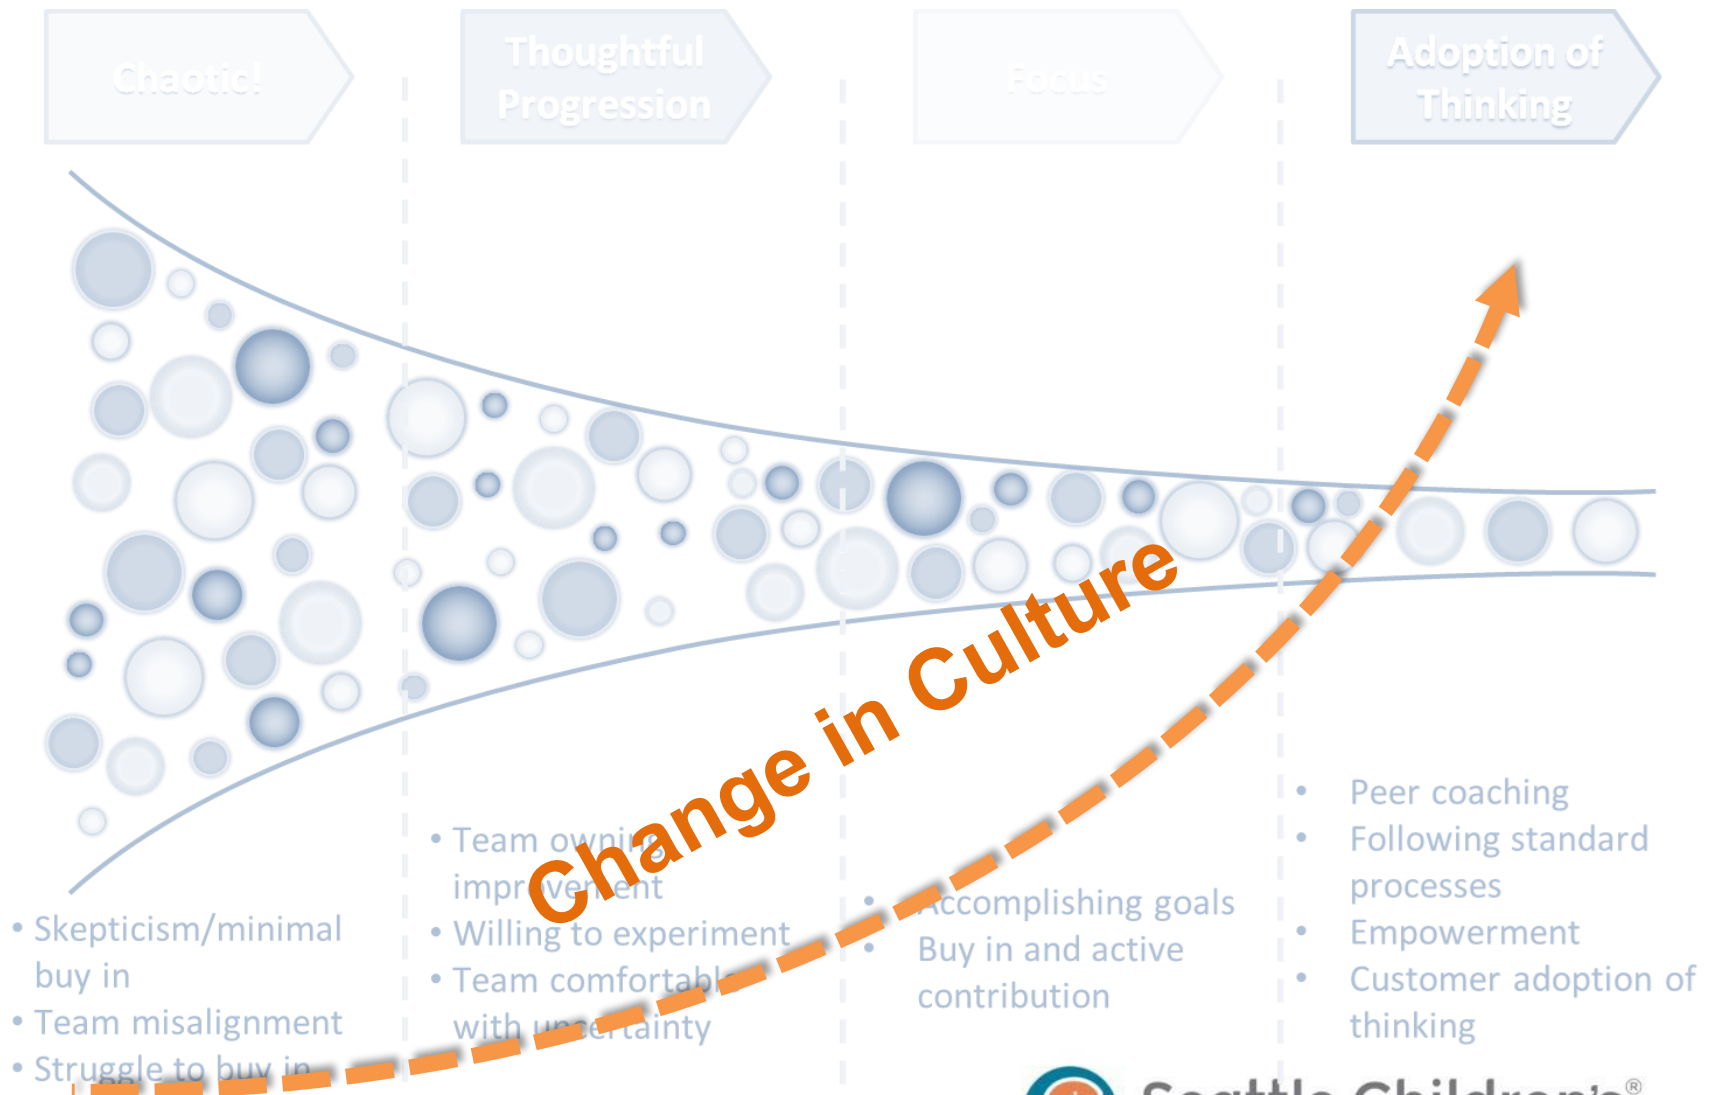 Chaotic!
Thoughtful
Progression
Focus
Adoption of
Thinking
Change in Culture
• Skepticism/minimal
buy in
• Team misalignment
• Struggle to buy in
• Team owning
improvement
• Willing to experiment
• Team comfortable
with uncertainty
• Accomplishing goals
• Buy in and active
contribution
• Peer coaching
• Following standard
processes
• Empowerment
• Customer adoption of
thinking
Seattle Children's®